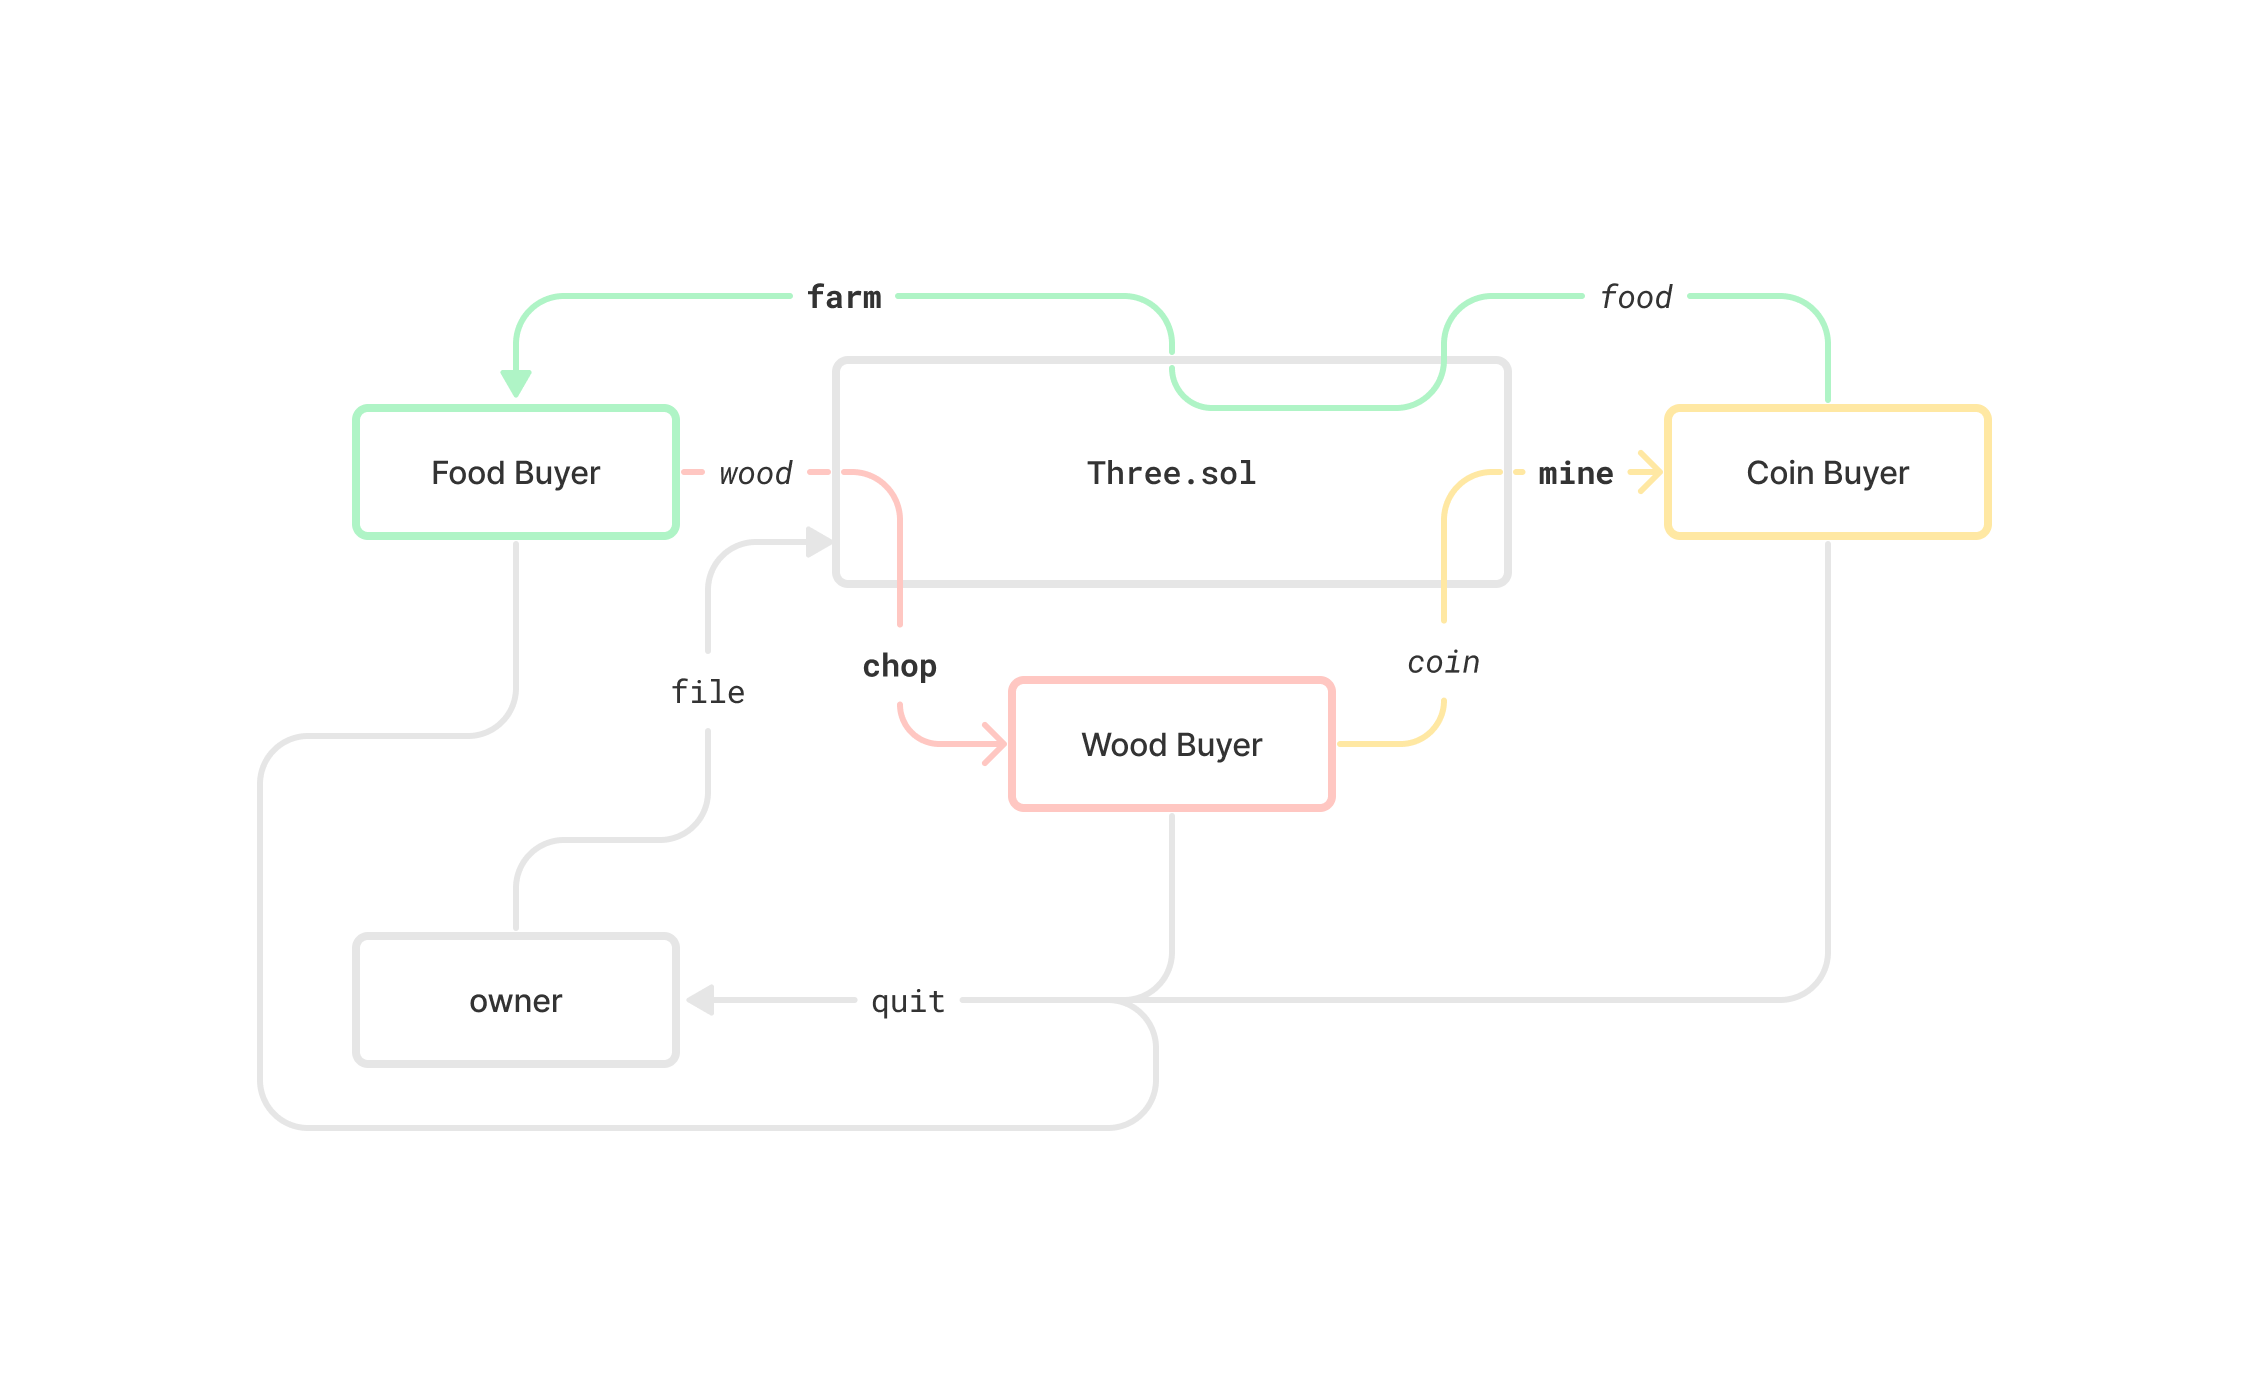 farm
food
Food Buyer
wood
Three.sol
mine
Coin Buyer
chop
coin
file
Wood Buyer
owner
quit